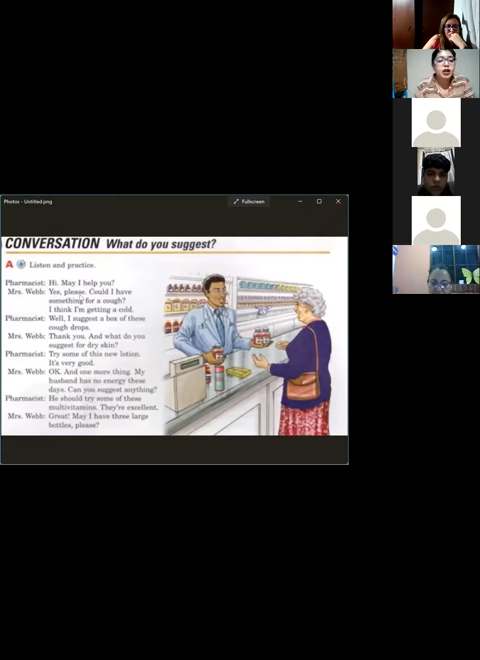 Photos - Untitled.png
Fullscreen
CONVERSATION What do you suggest?
A Listen and practice.
Pharmacist: Hi. May I help you?
Mrs. Webb: Yes, please. Could I have
something for a cough?
I think I'm getting a cold.
Pharmacist: Well, I suggest a box of these
cough drops.
Mrs. Webb: Thank you. And what do you
suggest for dry skin?
Pharmacist: Try some of this new lotion.
It's very good.
Mrs. Webb: OK. And one more thing. My
husband has no energy these
days. Can you suggest anything?
Pharmacist: He should try some of these
multivitamins. They're excellent.
Mrs. Webb: Great! May I have three large
bottles, please?